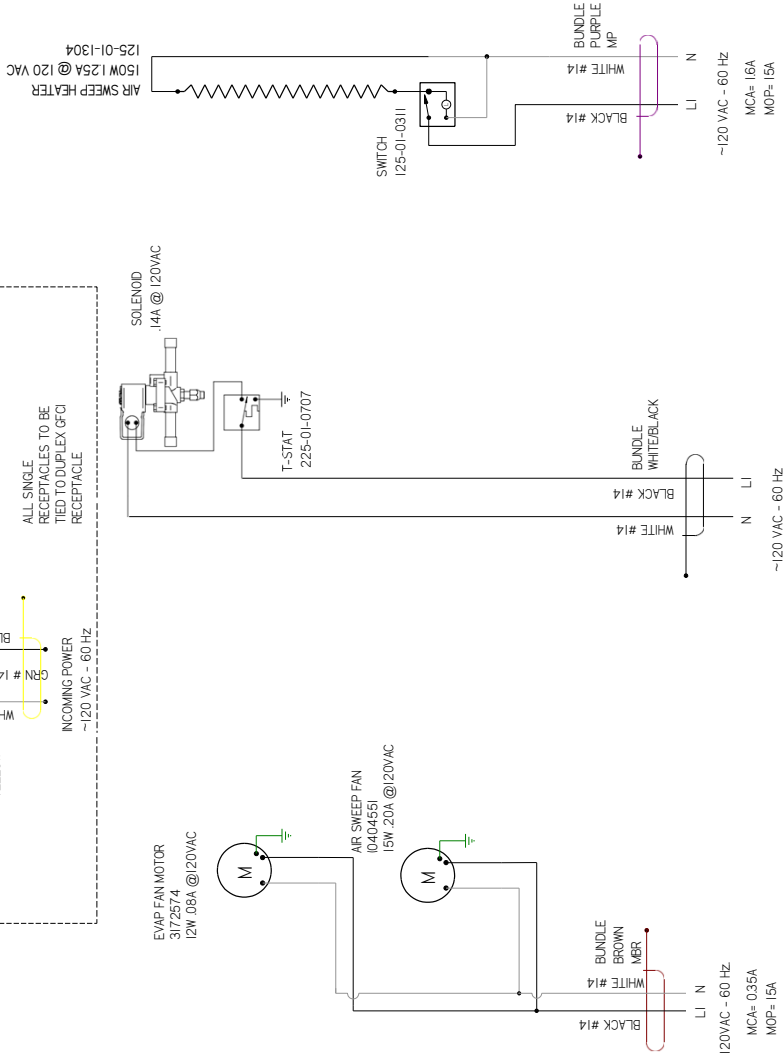 AIR SWEEP HEATER
150W 1.25A @ 120 VAC
125-01-1304
SWITCH
125-01-0311
BUNDLE
PURPLE
MP
WHITE #14
BLACK #14
N
L1
~120 VAC - 60 Hz
MCA= 1.6A
MOP= 15A
SOLENOID
.14A @ 120VAC
T-STAT
225-01-0707
BUNDLE
WHITE/BLACK
BLACK #14
WHITE #14
L1
N
~120 VAC - 60 Hz
ALL SINGLE
RECEPTACLES TO BE
TIED TO DUPLEX GFCI
RECEPTACLE
BL
GRN # 14
WH
INCOMING POWER
~120 VAC - 60 Hz
EVAP FAN MOTOR
3172574
12W .08A @120VAC
M
AIR SWEEP FAN
10404551
15W .20A @120VAC
M
BUNDLE
BROWN
MBR
WHITE #14
BLACK #14
N
L1
120VAC - 60 Hz
MCA= 0.35A
MOP= 15A